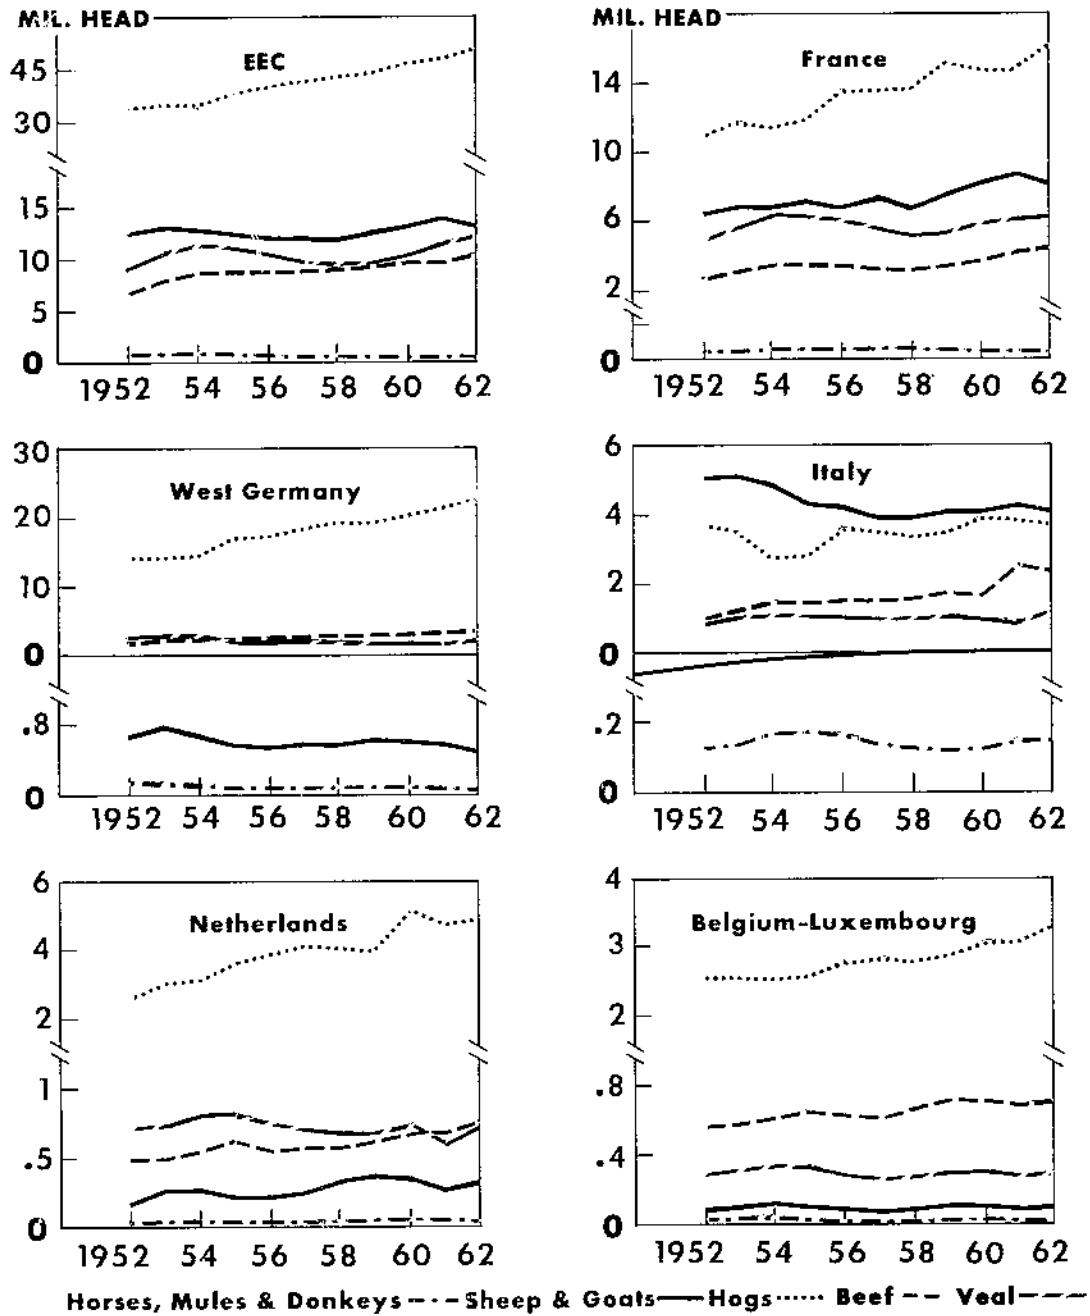 MIL. HEAD
EEC
45
30
15
10
5
0
1952 54 56 58 60 62
MIL. HEAD
France
14
10
6
2
0
1952 54 56 58 60 62
30
West Germany
20
10
0
.8
0
1952 54 56 58 60 62
6
Italy
4
2
0
.2
0
1952 54 56 58 60 62
6
Netherlands
4
2
1
.5
0
1952 54 56 58 60 62
4
Belgium-Luxembourg
3
2
.8
.4
0
1952 54 56 58 60 62
Horses, Mules & Donkeys Sheep & Goats Hogs Beef Veal